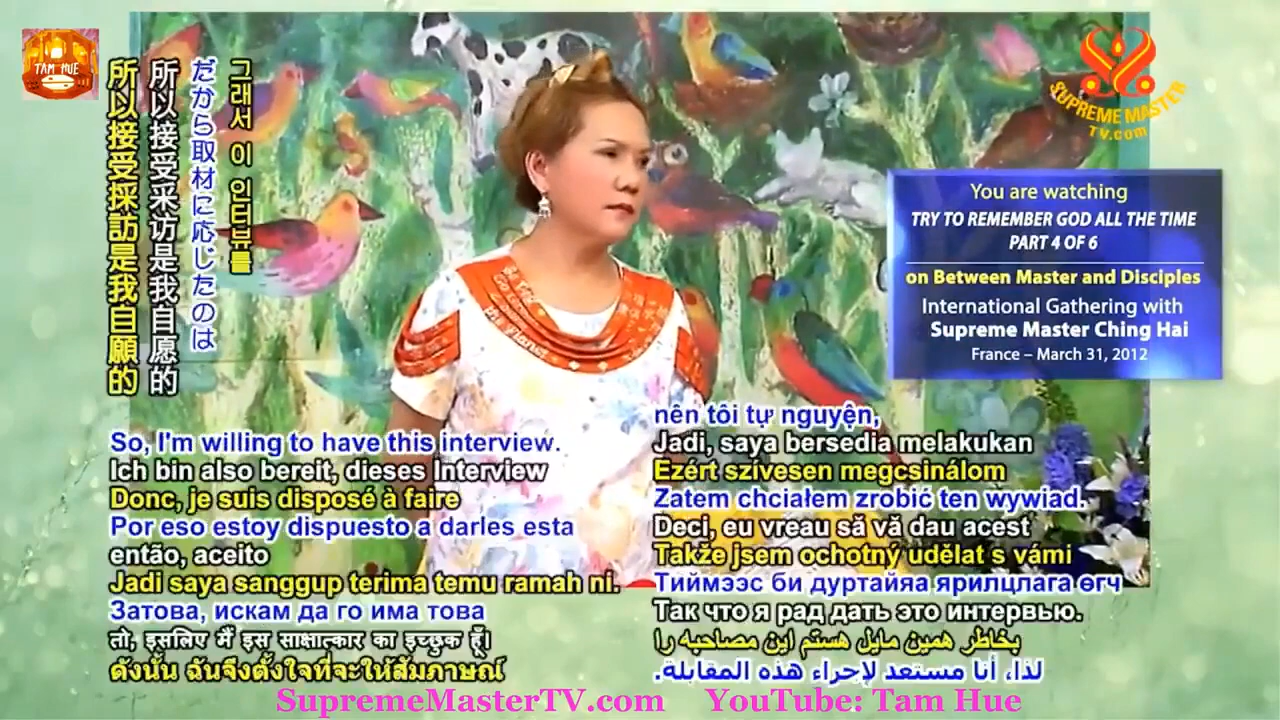 TAM HUE
SUPREME MASTER
TV.com
You are watching
TRY TO REMEMBER GOD ALL THE TIME
PART 4 OF 6
on Between Master and Disciples
International Gathering with
Supreme Master Ching Hai
France – March 31, 2012
그래서 이 인터뷰를
だから取材に応じたのは
所以接受采访是我自愿的
所以接受採訪是我自願的
So, I'm willing to have this interview.
Ich bin also bereit, dieses Interview
Donc, je suis disposé à faire
Por eso estoy dispuesto a darles esta
então, aceito
Jadi saya sanggup terima temu ramah ni.
Затова, искам да го има това
तो, इसलिए मैं इस साक्षात्कार का इच्छुक हूँ।
ดังนั้น ฉันจึงตั้งใจที่จะให้สัมภาษณ์
nên tôi tự nguyện,
Jadi, saya bersedia melakukan
Ezért szívesen megcsinálom
Zatem chciałem zrobić ten wywiad.
Deci, eu vreau să vă dau acest
Takže jsem ochotný udělat s vámi
Тиймээс би дуртайяа ярилцлага өгч
Так что я рад дать это интервью.
بخاطر همین مایل هستم این مصاحبه را
لذا، أنا مستعد لإجراء هذه المقابلة.
SupremeMasterTV.com YouTube: Tam Hue